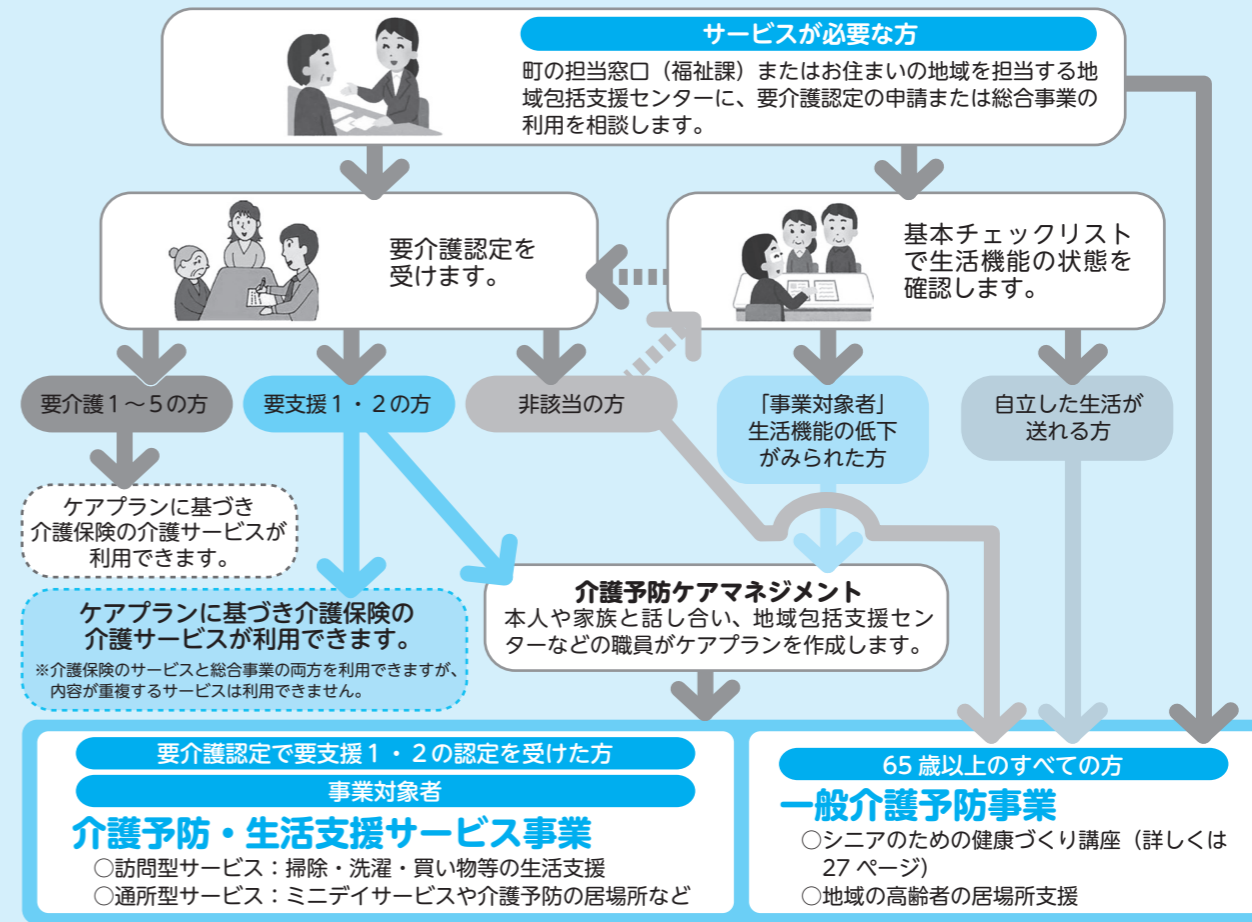 サービスが必要な方
町の担当窓口（福祉課）またはお住まいの地域を担当する地
域包括支援センターに、要介護認定の申請または総合事業の
利用を相談します。
要介護認定を
受けます。
基本チェックリスト
で生活機能の状態を
確認します。
要介護１～５の方
要支援１・２の方
非該当の方
「事業対象者」
生活機能の低下
がみられた方
自立した生活が
送れる方
ケアプランに基づき
介護保険の介護サービスが
利用できます。
ケアプランに基づき介護保険の
介護サービスが利用できます。
※介護保険のサービスと総合事業の両方を利用できますが、
内容が重複するサービスは利用できません。
介護予防ケアマネジメント
本人や家族と話し合い、地域包括支援セン
ターなどの職員がケアプランを作成します。
要介護認定で要支援１・２の認定を受けた方
事業対象者
介護予防・生活支援サービス事業
○訪問型サービス：掃除・洗濯・買い物等の生活支援
○通所型サービス：ミニデイサービスや介護予防の居場所など
65 歳以上のすべての方
一般介護予防事業
○シニアのための健康づくり講座（詳しくは
27 ページ）
○地域の高齢者の居場所支援